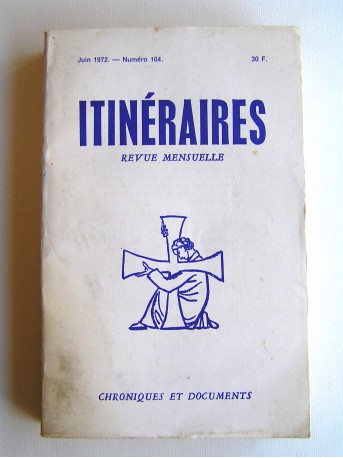 Juin 1972. — Numéro 164. 30 F.
ITINÉRAIRES
REVUE MENSUELLE
CHRONIQUES ET DOCUMENTS